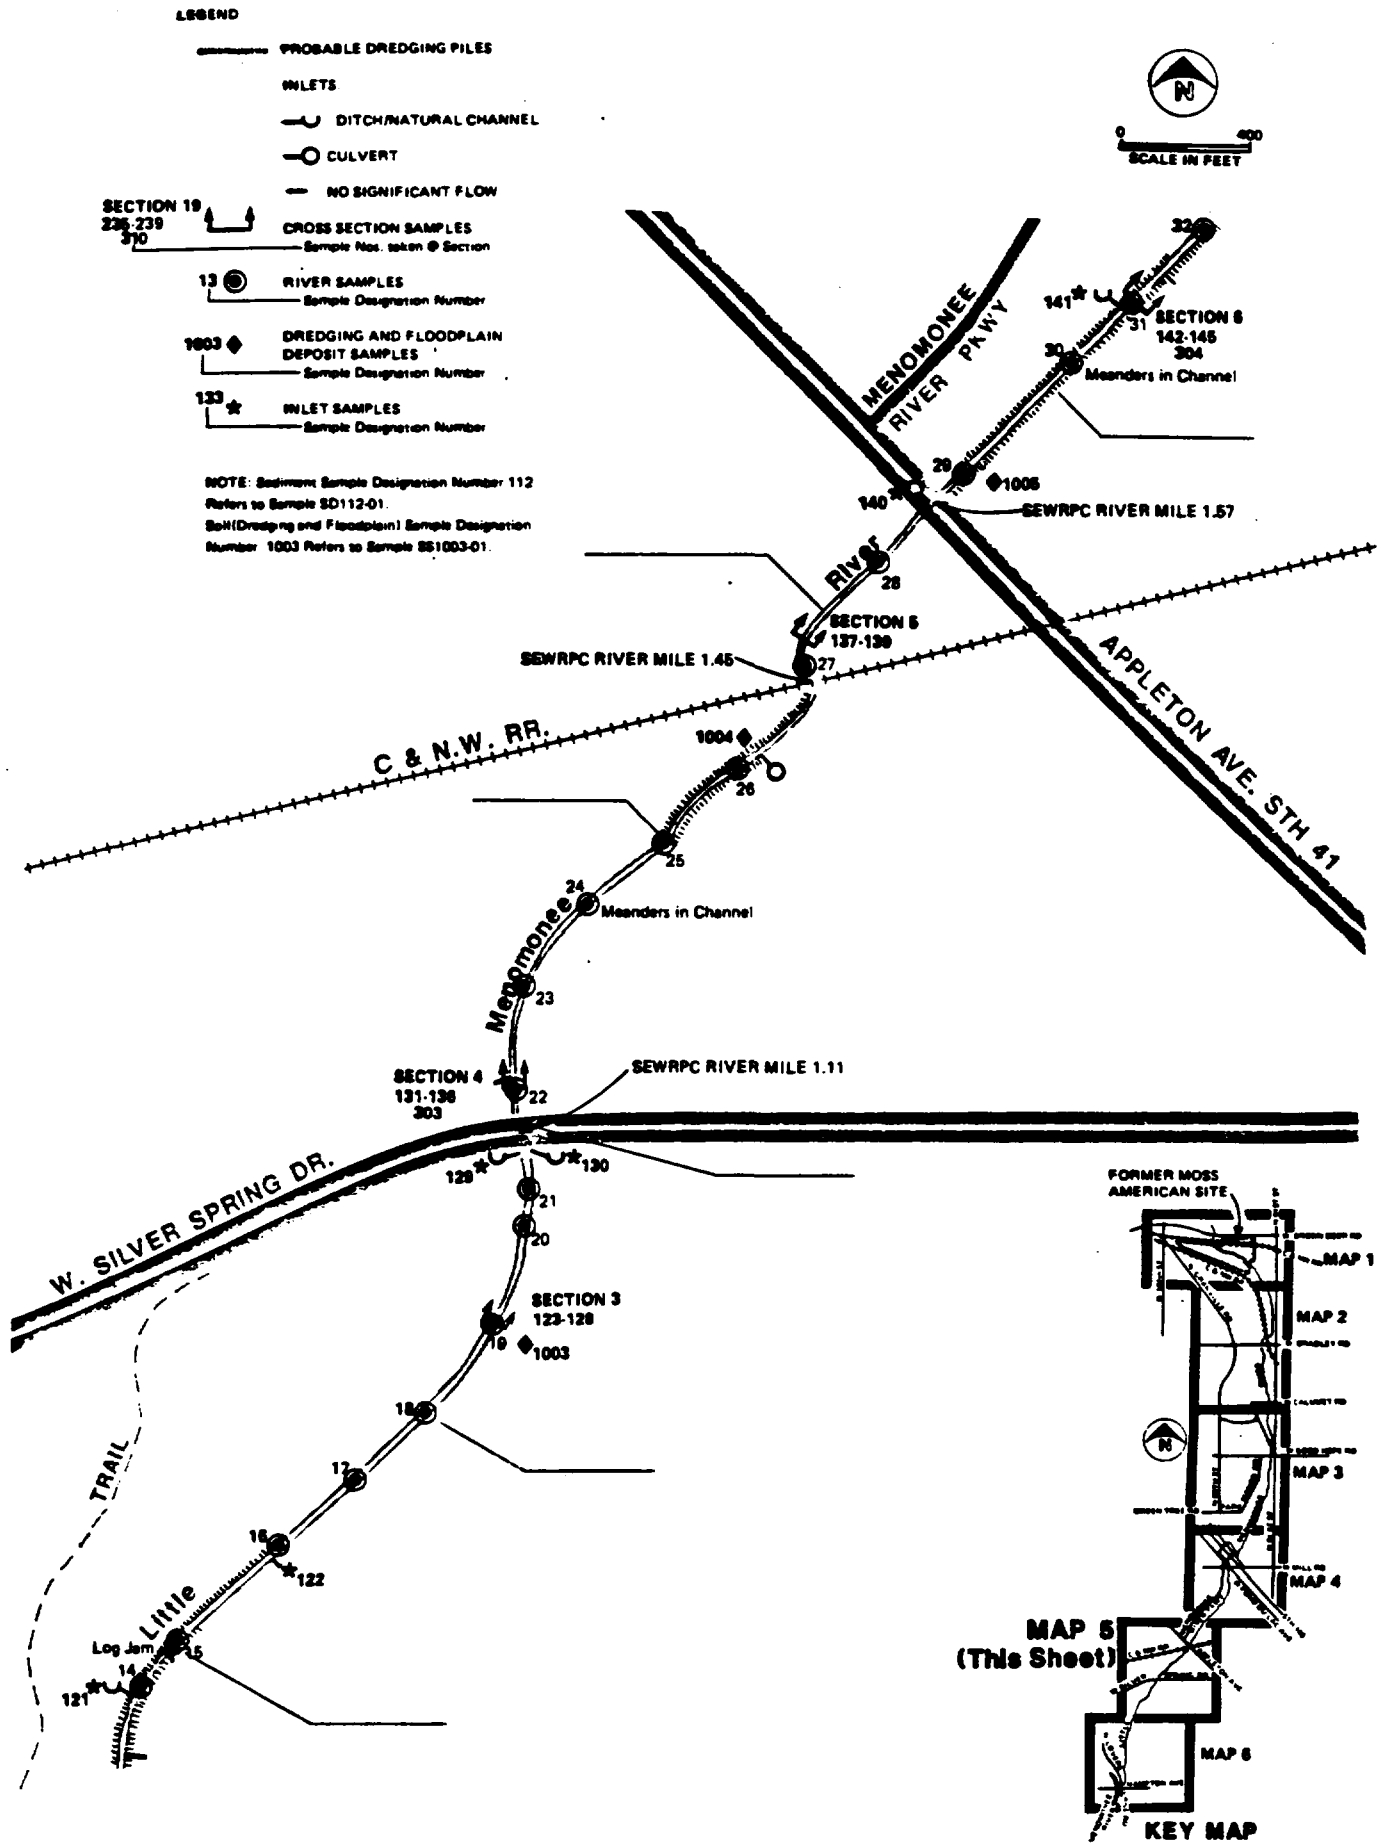 LEGEND
PROBABLE DREDGING PILES
INLETS
DITCH/NATURAL CHANNEL
CULVERT
NO SIGNIFICANT FLOW
SECTION 19
236-239
310
CROSS SECTION SAMPLES
Sample Nos. taken @ Section
13
RIVER SAMPLES
Sample Designation Number
1003
DREDGING AND FLOODPLAIN
DEPOSIT SAMPLES
Sample Designation Number
133
INLET SAMPLES
Sample Designation Number
NOTE: Sediment Sample Designation Number 112
Refers to Sample SD112-01.
Soil(Dredging and Floodplain) Sample Designation
Number 1003 Refers to Sample SS1003-01.
N
0 400
SCALE IN FEET
32
141
31
SECTION 6
142-145
304
30
Meanders in Channel
MENOMONEE
RIVER PKWY
29
1005
140
SEWRPC RIVER MILE 1.57
River
28
SECTION 5
137-139
27
SEWRPC RIVER MILE 1.45
APPLETON AVE. STH 41
C & N.W. RR.
1004
26
25
24
Meanders in Channel
Menomonee
23
SEWRPC RIVER MILE 1.11
SECTION 4
131-136
303
22
W. SILVER SPRING DR.
129
130
21
20
SECTION 3
123-128
19
1003
18
TRAIL
17
16
122
Little
Log Jam
15
14
121
FORMER MOSS
AMERICAN SITE
MAP 1
MAP 2
N
MAP 3
MAP 4
MAP 5
(This Sheet)
MAP 6
KEY MAP